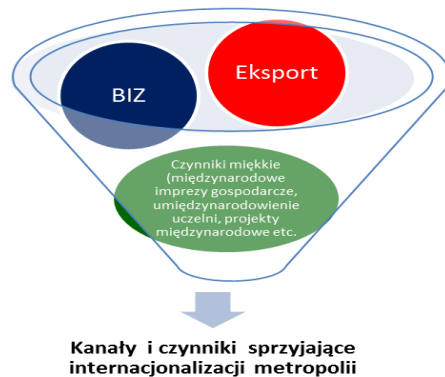 BIZ
Eksport
Czynniki miękkie
(międzynarodowe
imprezy gospodarcze,
umiędzynarodowienie
uczelni, projekty
międzynarodowe etc.
Kanały i czynniki sprzyjające
internacjonalizacji metropolii